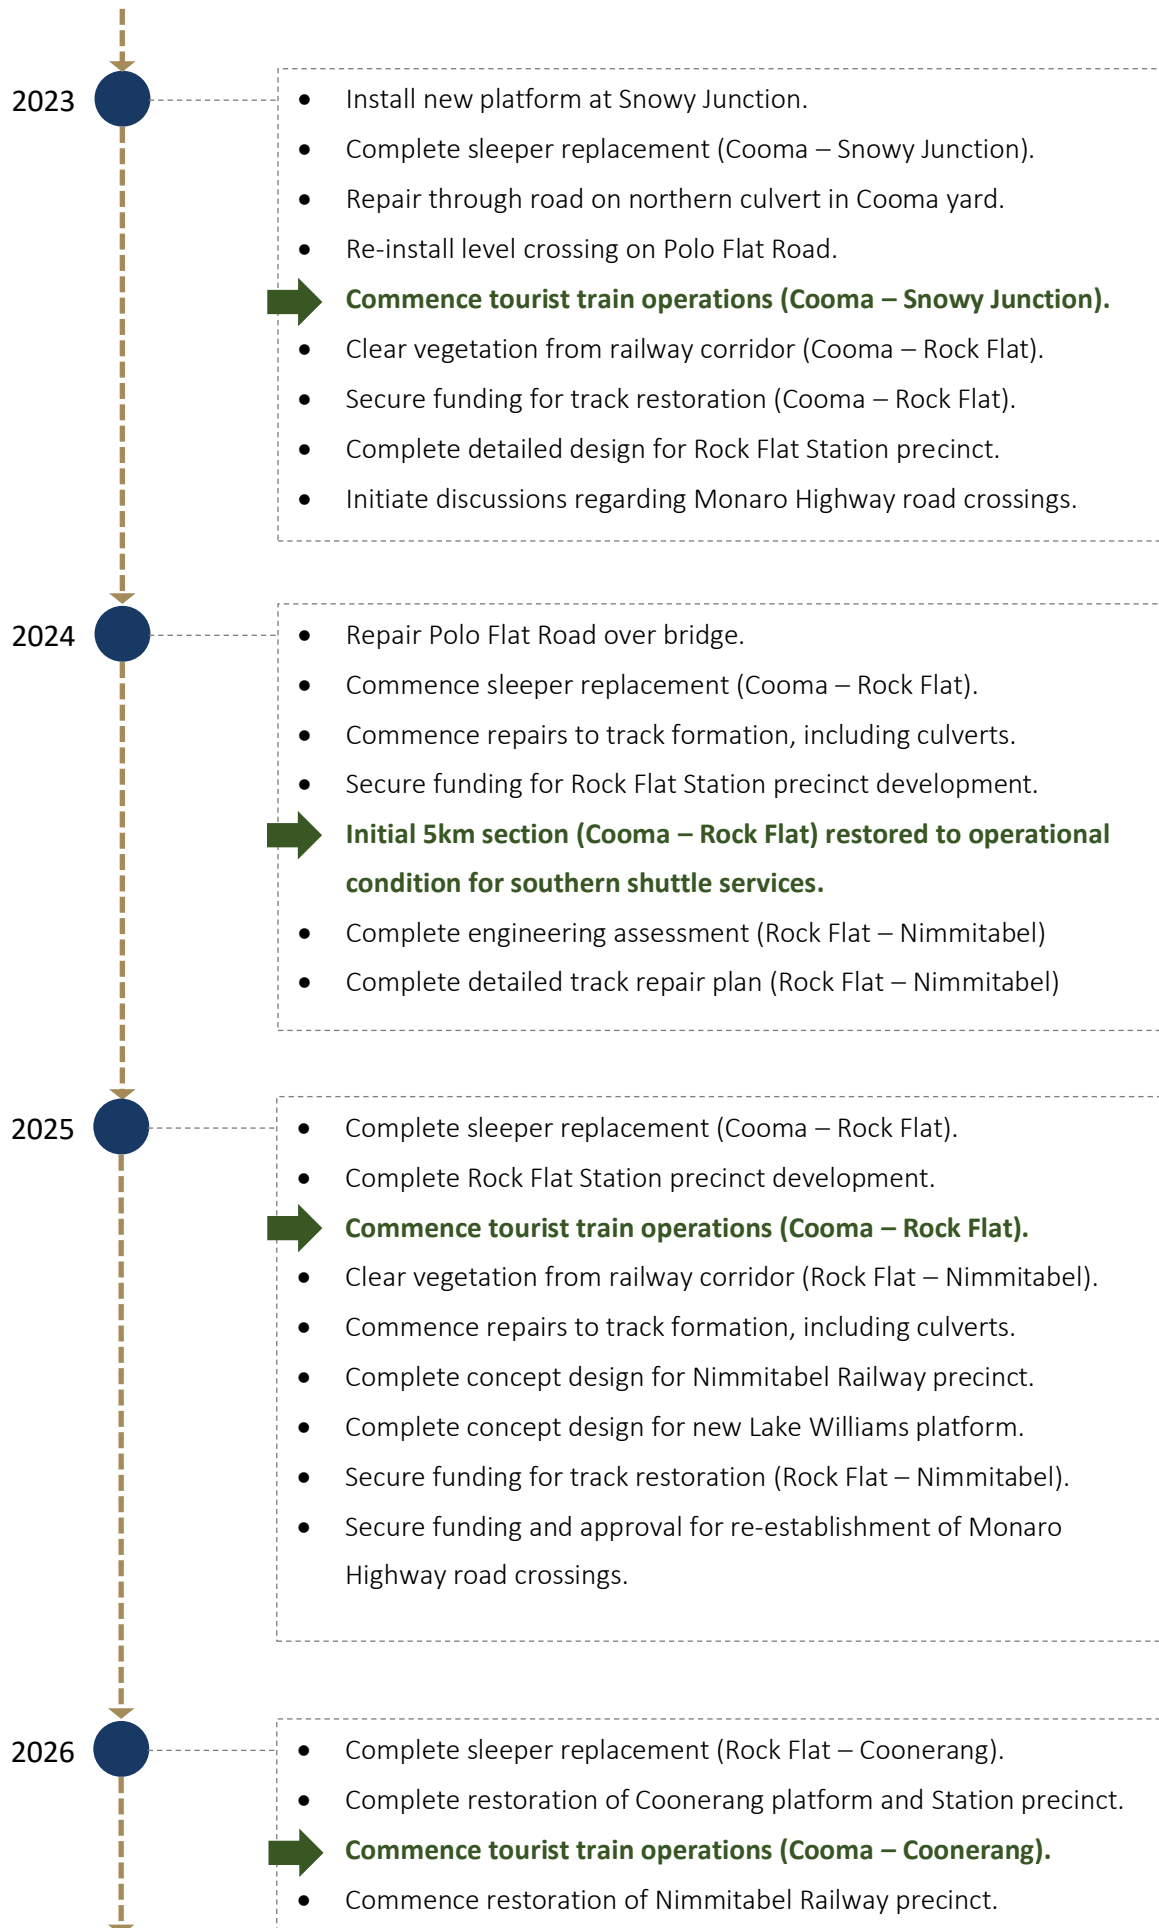 2023
• Install new platform at Snowy Junction.
• Complete sleeper replacement (Cooma – Snowy Junction).
• Repair through road on northern culvert in Cooma yard.
• Re-install level crossing on Polo Flat Road.
Commence tourist train operations (Cooma – Snowy Junction).
• Clear vegetation from railway corridor (Cooma – Rock Flat).
• Secure funding for track restoration (Cooma – Rock Flat).
• Complete detailed design for Rock Flat Station precinct.
• Initiate discussions regarding Monaro Highway road crossings.
2024
• Repair Polo Flat Road over bridge.
• Commence sleeper replacement (Cooma – Rock Flat).
• Commence repairs to track formation, including culverts.
• Secure funding for Rock Flat Station precinct development.
Initial 5km section (Cooma – Rock Flat) restored to operational
condition for southern shuttle services.
• Complete engineering assessment (Rock Flat – Nimmitabel)
• Complete detailed track repair plan (Rock Flat – Nimmitabel)
2025
• Complete sleeper replacement (Cooma – Rock Flat).
• Complete Rock Flat Station precinct development.
Commence tourist train operations (Cooma – Rock Flat).
• Clear vegetation from railway corridor (Rock Flat – Nimmitabel).
• Commence repairs to track formation, including culverts.
• Complete concept design for Nimmitabel Railway precinct.
• Complete concept design for new Lake Williams platform.
• Secure funding for track restoration (Rock Flat – Nimmitabel).
• Secure funding and approval for re-establishment of Monaro
Highway road crossings.
2026
• Complete sleeper replacement (Rock Flat – Coonerang).
• Complete restoration of Coonerang platform and Station precinct.
Commence tourist train operations (Cooma – Coonerang).
• Commence restoration of Nimmitabel Railway precinct.